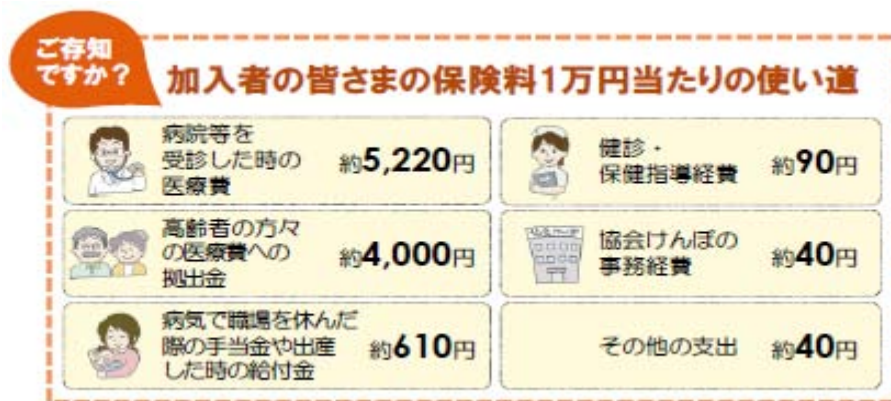 ご存知
ですか？
加入者の皆さまの保険料1万円当たりの使い道
病院等を
受診した時の
医療費
約5,220円
高齢者の方々
の医療費への
拠出金
約4,000円
病気で職場を休んだ
際の手当金や出産
した時の給付金
約610円
健診・
保健指導経費
約90円
協会けんぽの
事務経費
約40円
その他の支出
約40円